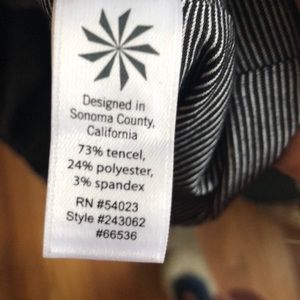 Designed in
Sonoma County,
California
73% tencel,
24% polyester,
3% spandex
RN #54023
Style #243062
#66536